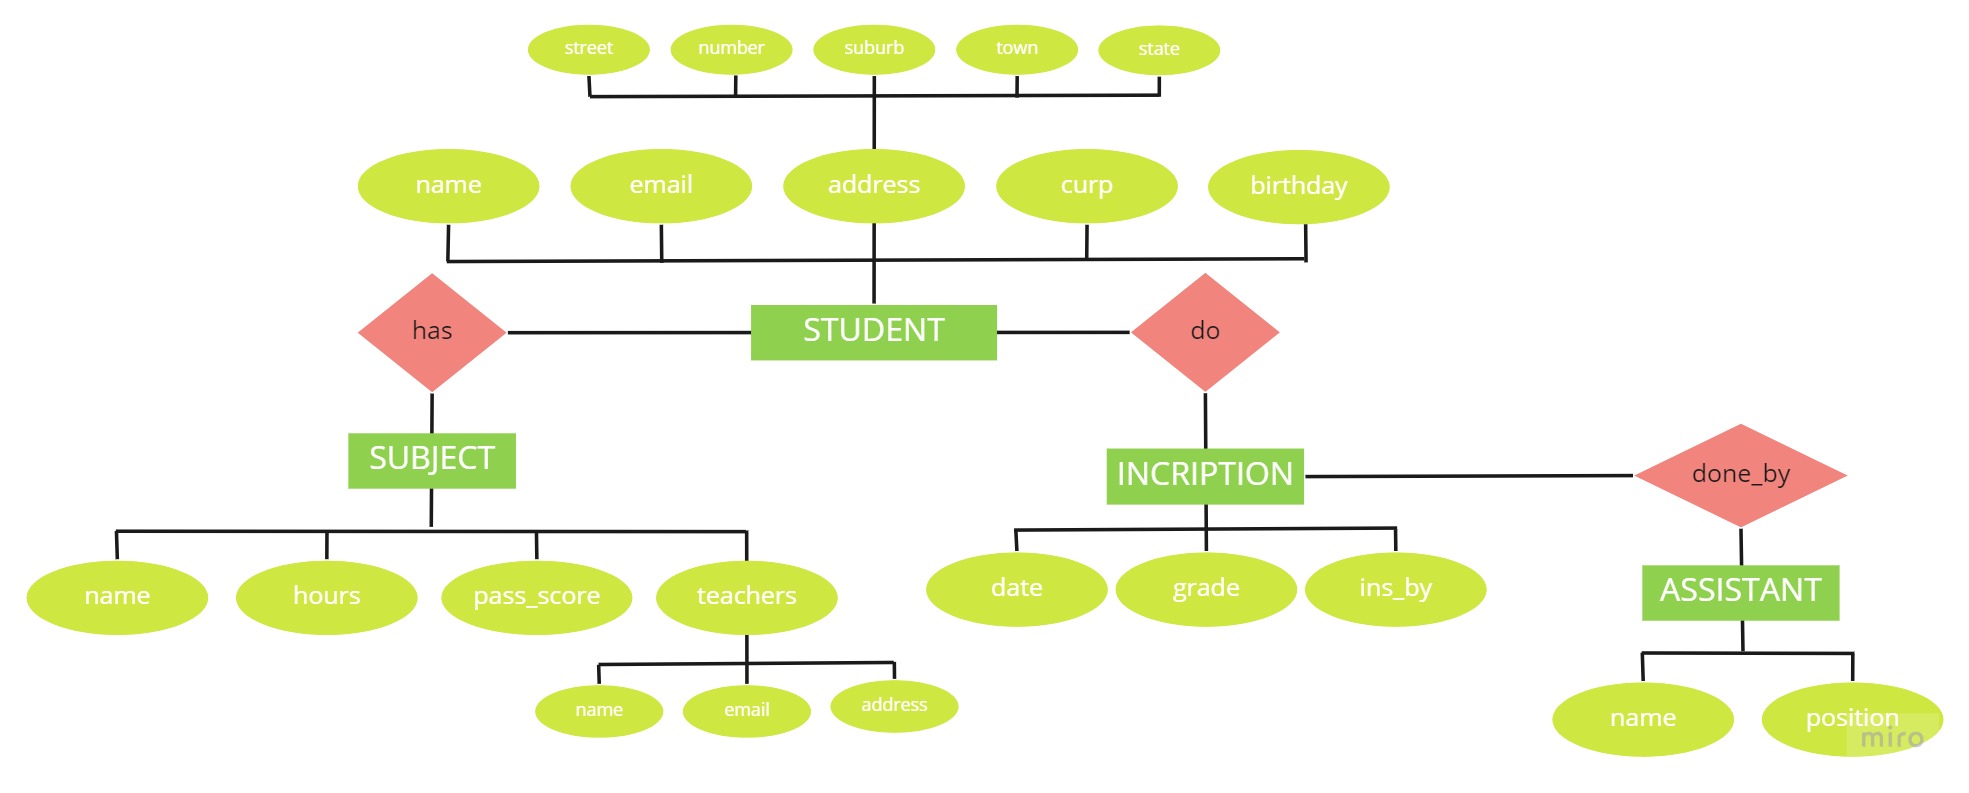 street
number
suburb
town
state
name
email
address
curp
birthday
has
STUDENT
do
SUBJECT
INCRIPTION
done_by
name
hours
pass_score
teachers
date
grade
ins_by
ASSISTANT
name
email
address
name
position
miro